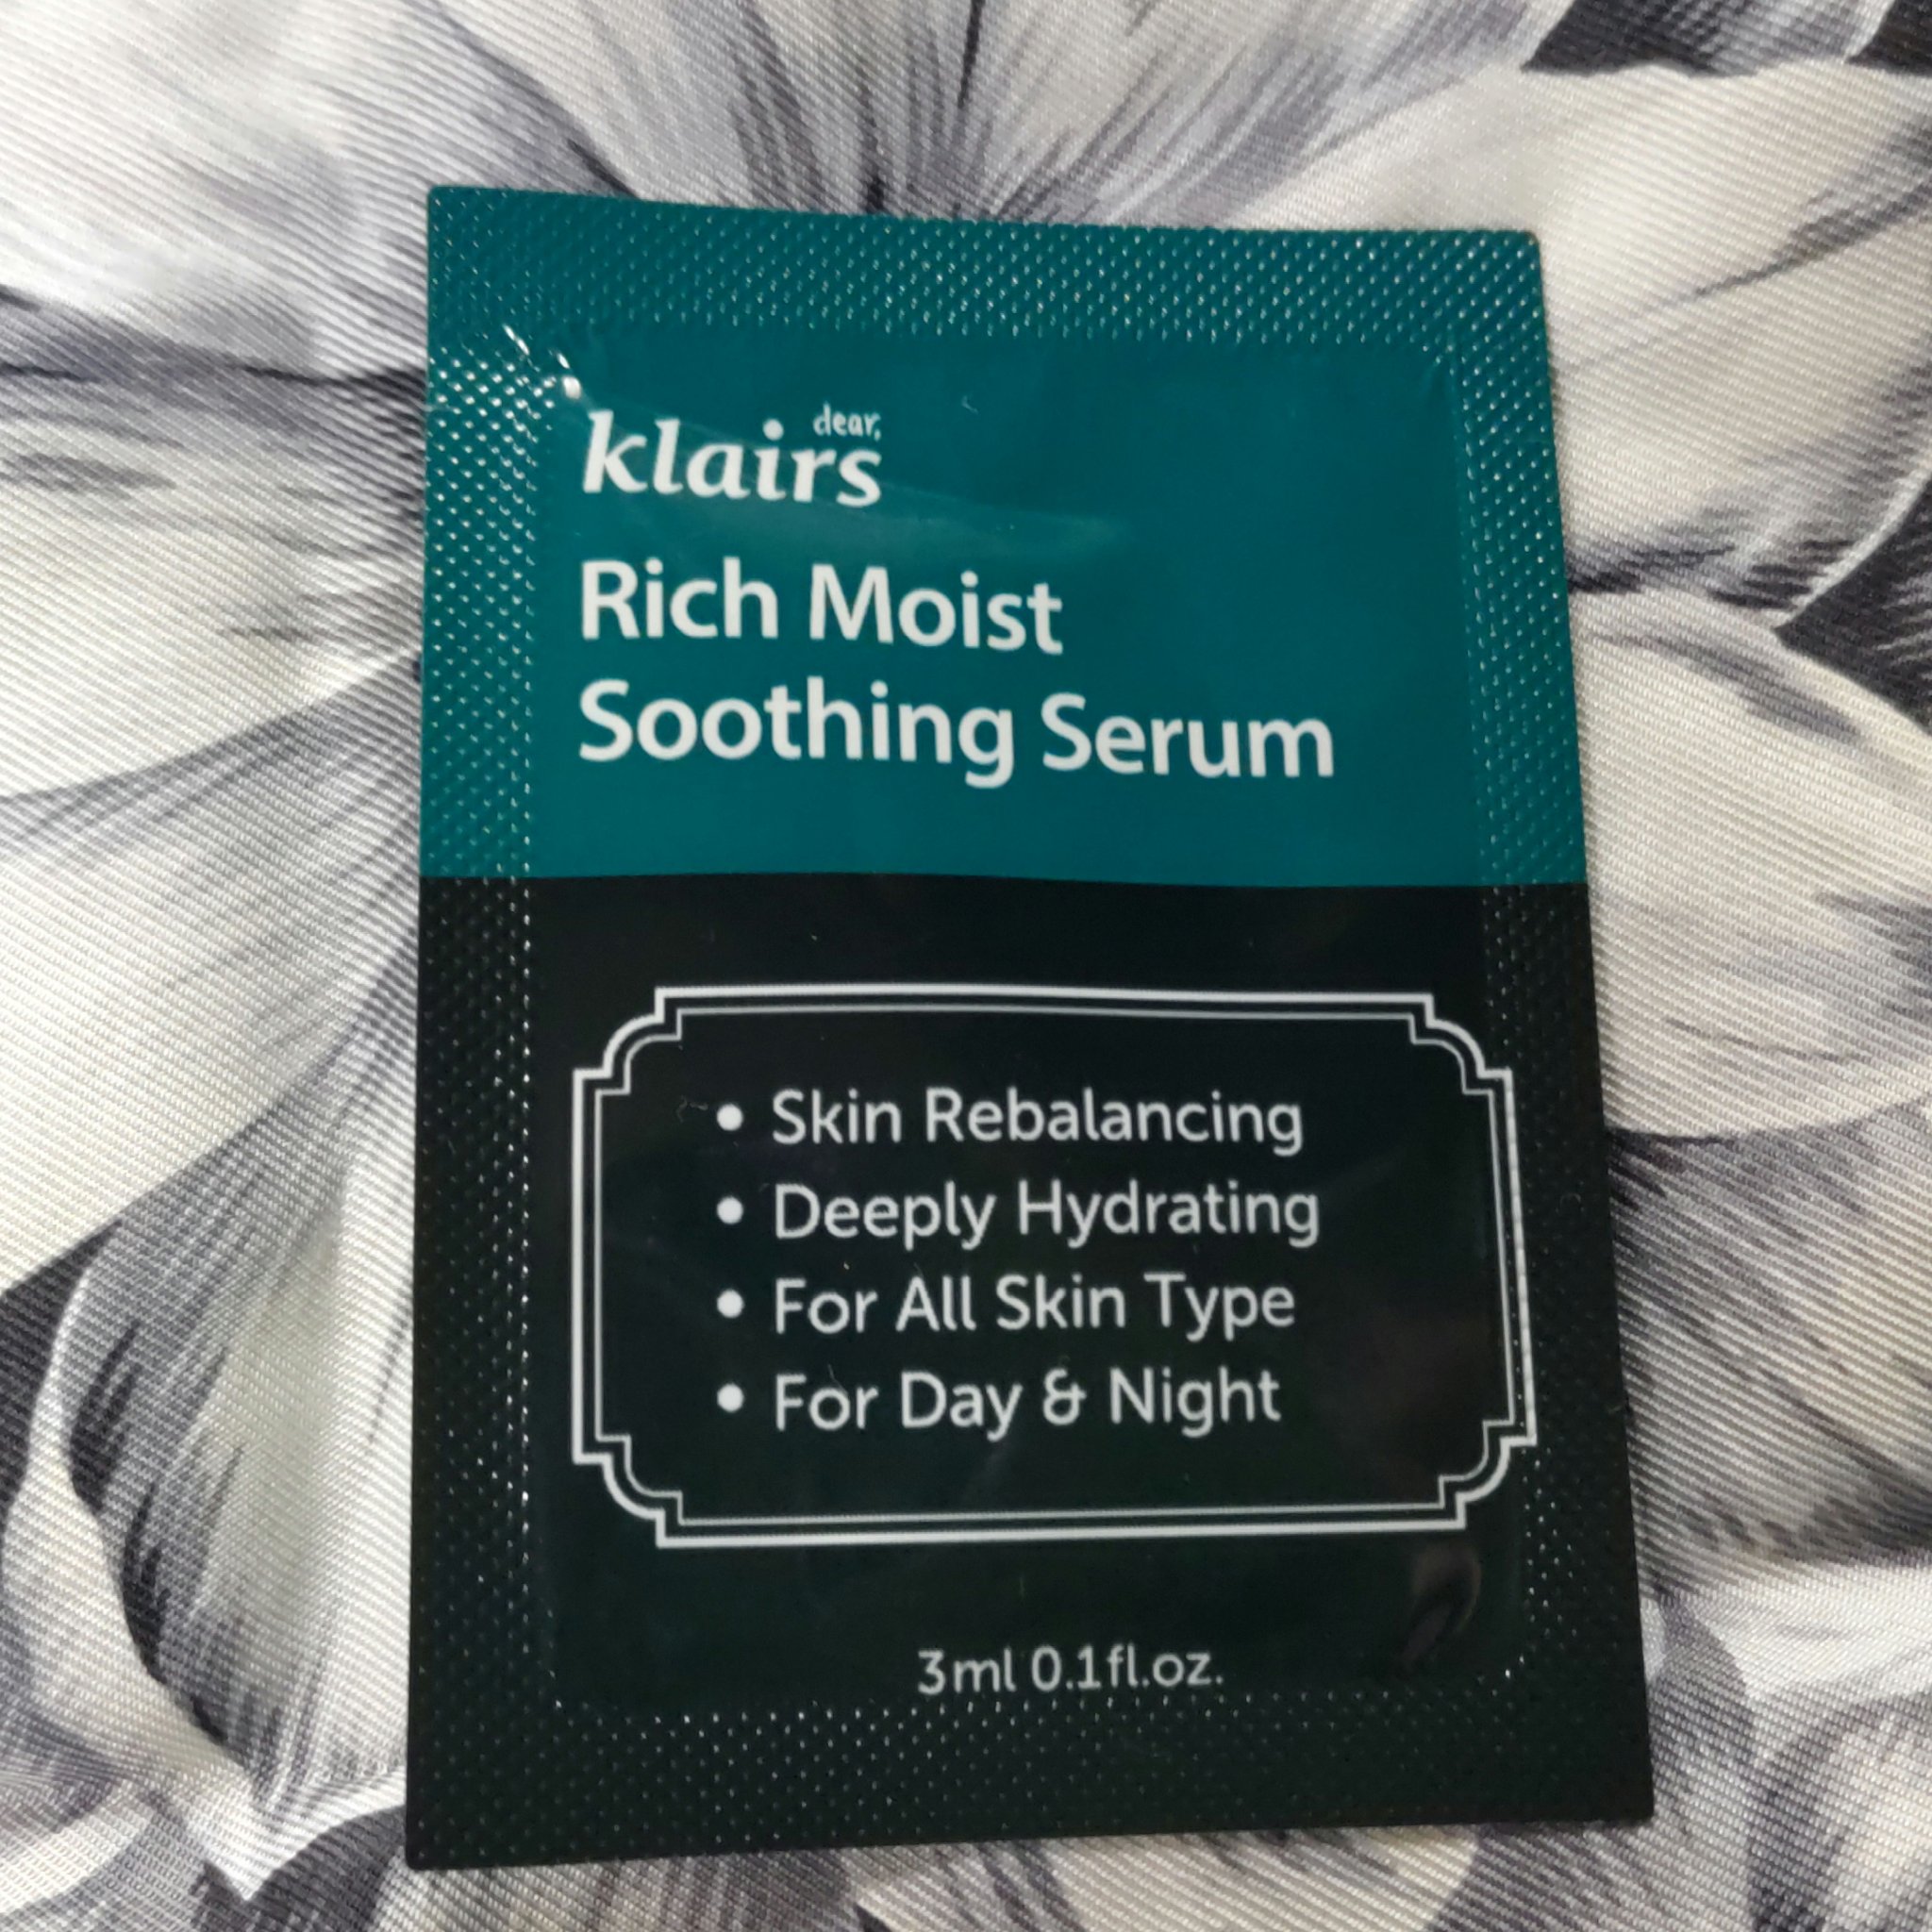 dear,
klairs
Rich Moist
Soothing Serum
• Skin Rebalancing
• Deeply Hydrating
• For All Skin Type
• For Day & Night
3ml 0.1fl.oz.